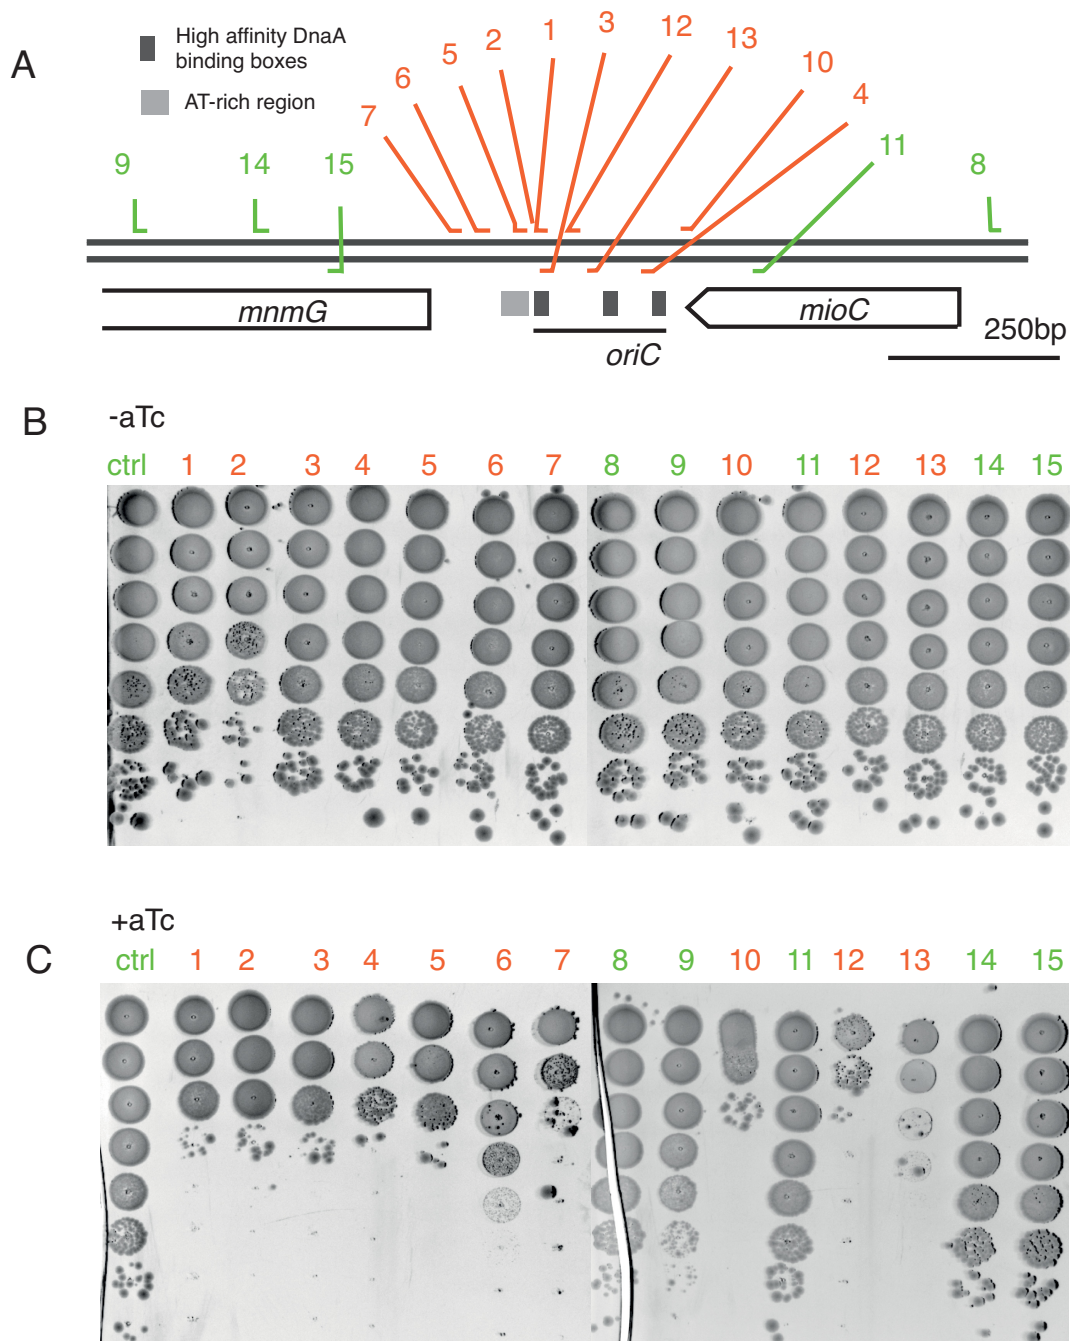 A
High affinity DnaA
binding boxes
AT-rich region
1
3
12
2
13
5
10
6
4
7
11
9
14
15
8
mnmG
mioC
oriC
250bp
B
-aTc
ctrl 1 2 3 4 5 6 7 8 9 10 11 12 13 14 15
+aTc
C
ctrl 1 2 3 4 5 6 7 8 9 10 11 12 13 14 15